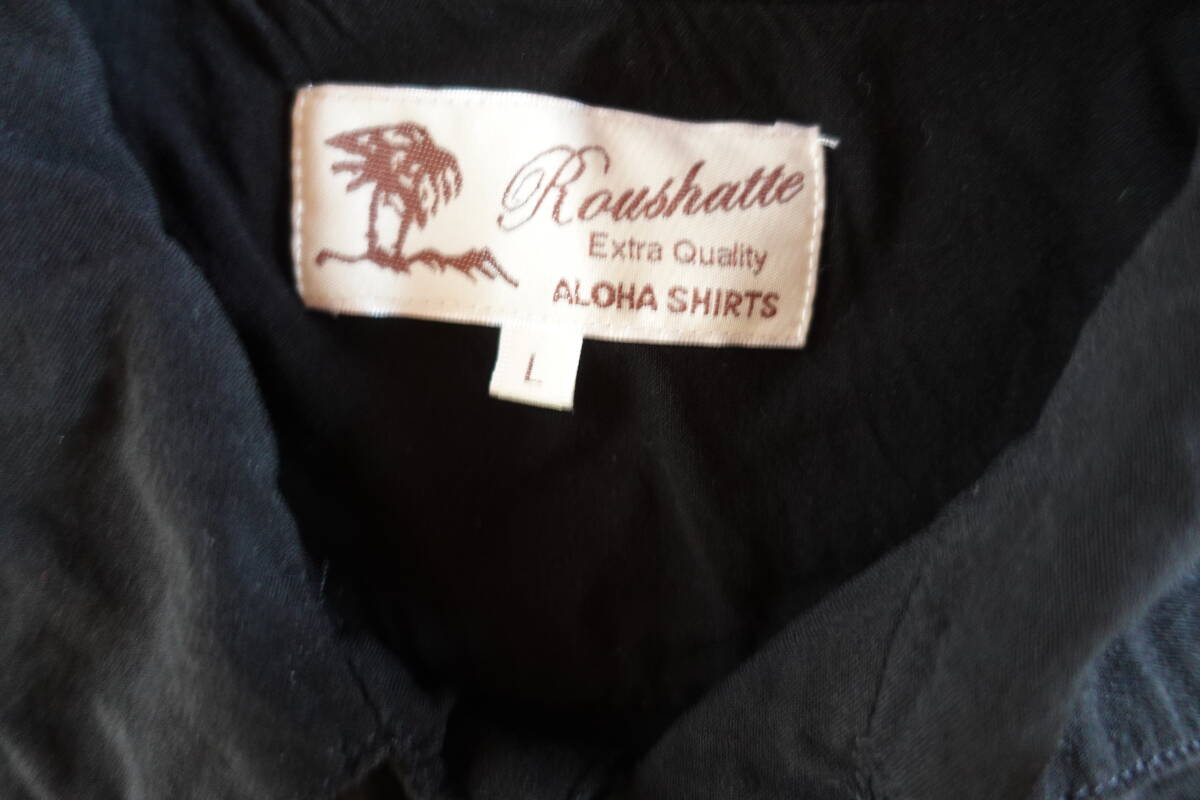 Roushatte
Extra Quality
ALOHA SHIRTS
L